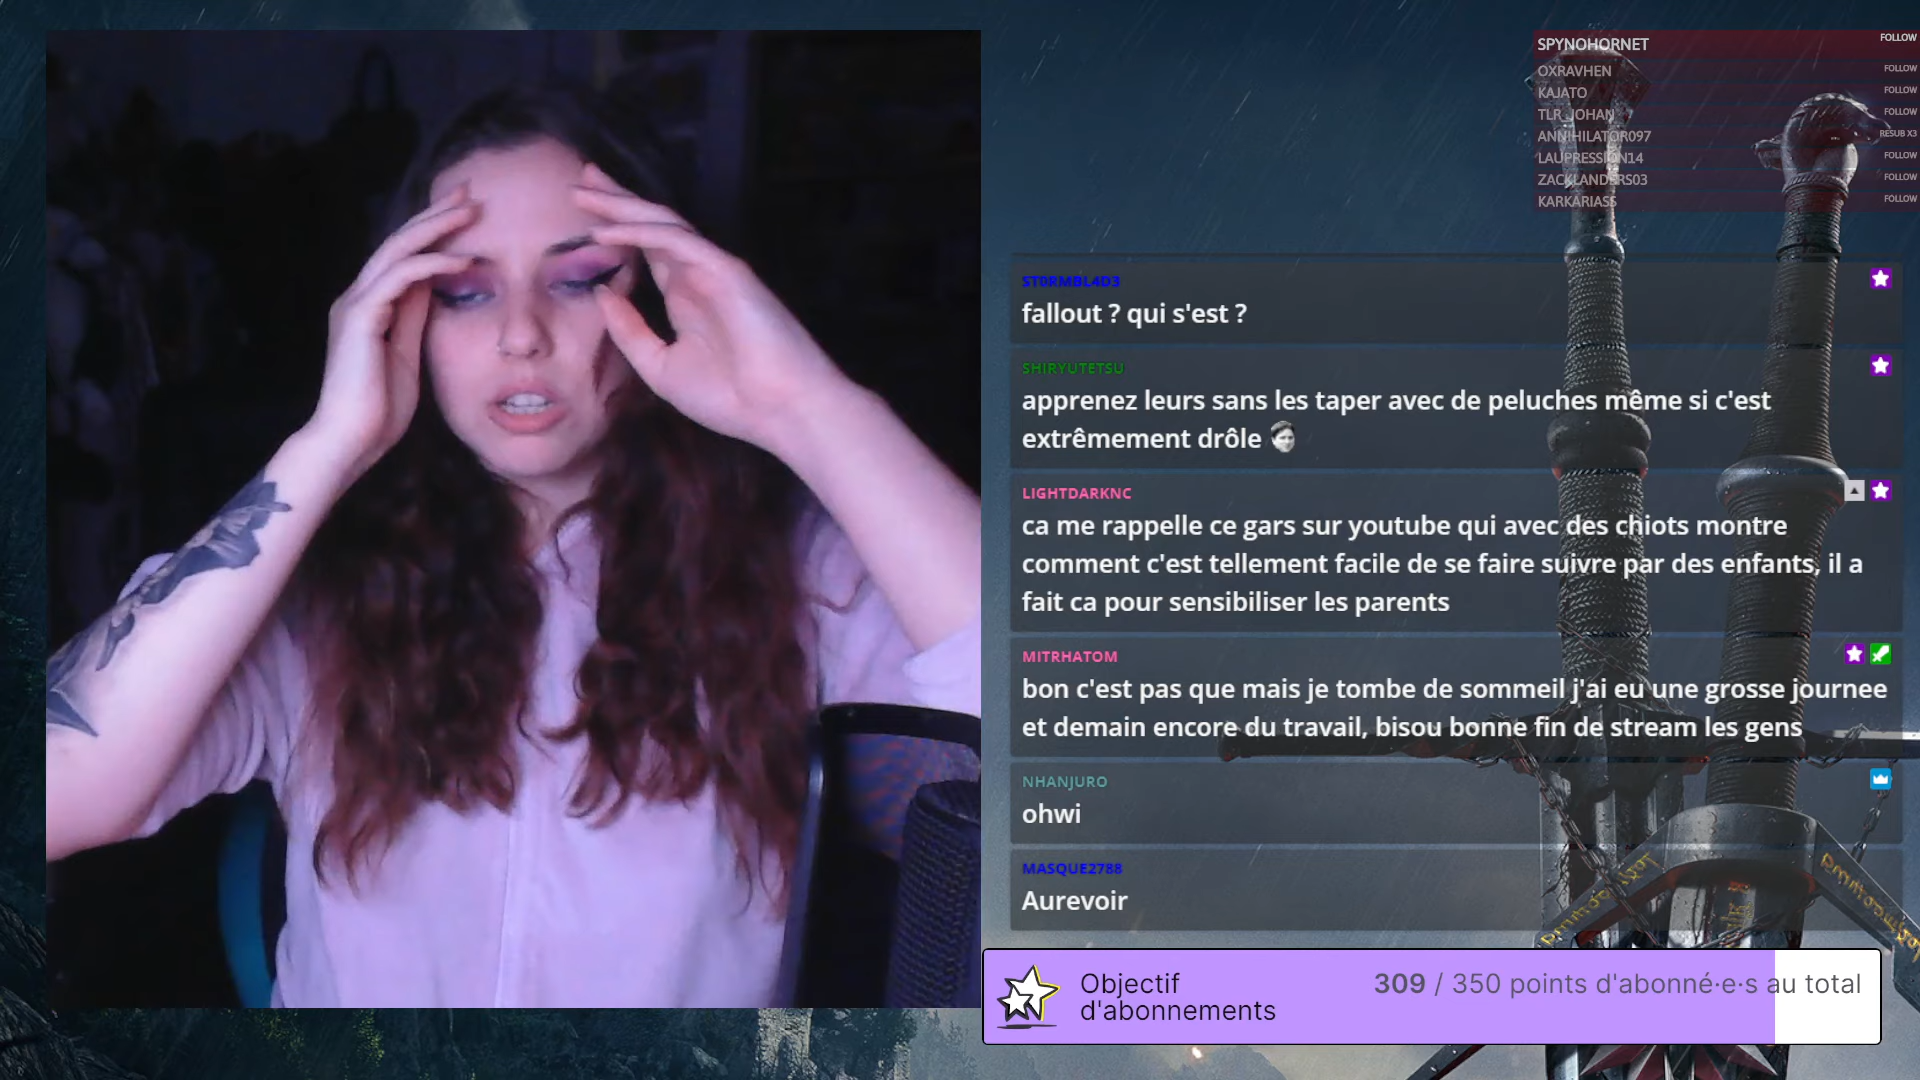 SPYNOHORNET FOLLOW
OXRAVHEN FOLLOW
KAJATO FOLLOW
TLR_JOHAN FOLLOW
ANNIHILATOR097 RESUB X3
LAUPRESSION14 FOLLOW
ZACKLANDERS03 FOLLOW
KARKARIASS FOLLOW
ST0RMBL4D3
fallout ? qui s'est ?
SHIRYUTETSU
apprenez leurs sans les taper avec de peluches même si c'est
extrêmement drôle
LIGHTDARKNC
ca me rappelle ce gars sur youtube qui avec des chiots montre
comment c'est tellement facile de se faire suivre par des enfants, il a
fait ca pour sensibiliser les parents
MITRHATOM
bon c'est pas que mais je tombe de sommeil j'ai eu une grosse journee
et demain encore du travail, bisou bonne fin de stream les gens
NHANJURO
ohwi
MASQUE2788
Aurevoir
Objectif
d'abonnements
309 / 350 points d'abonné·e·s au total